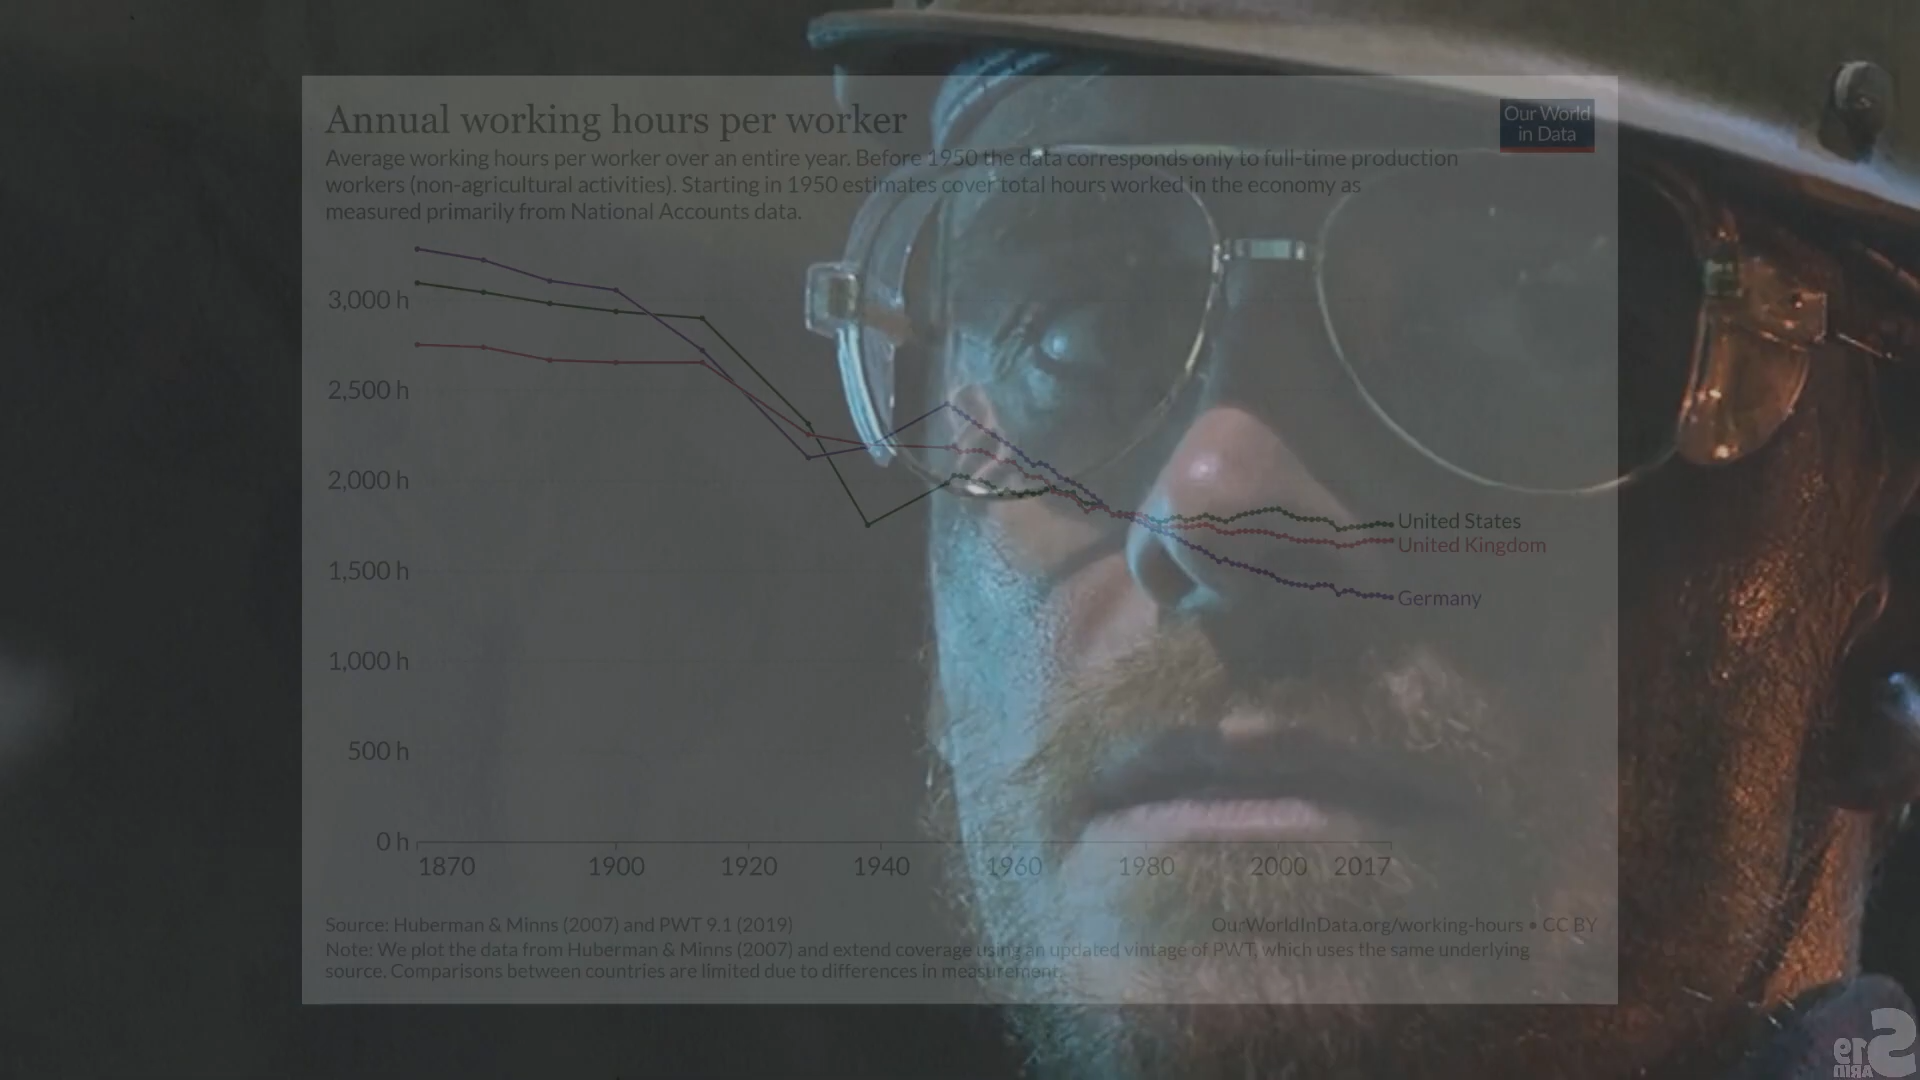 Annual working hours per worker
Our World
in Data
Average working hours per worker over an entire year. Before 1950 the data corresponds only to full-time production
workers (non-agricultural activities). Starting in 1950 estimates cover total hours worked in the economy as
measured primarily from National Accounts data.
3,000 h
2,500 h
2,000 h
1,500 h
1,000 h
500 h
0 h
United States
United Kingdom
Germany
1870 1900 1920 1940 1960 1980 2000 2017
Source: Huberman & Minns (2007) and PWT 9.1 (2019)
OurWorldInData.org/working-hours • CC BY
Note: We plot the data from Huberman & Minns (2007) and extend coverage using an updated vintage of PWT, which uses the same underlying
source. Comparisons between countries are limited due to differences in measurement.